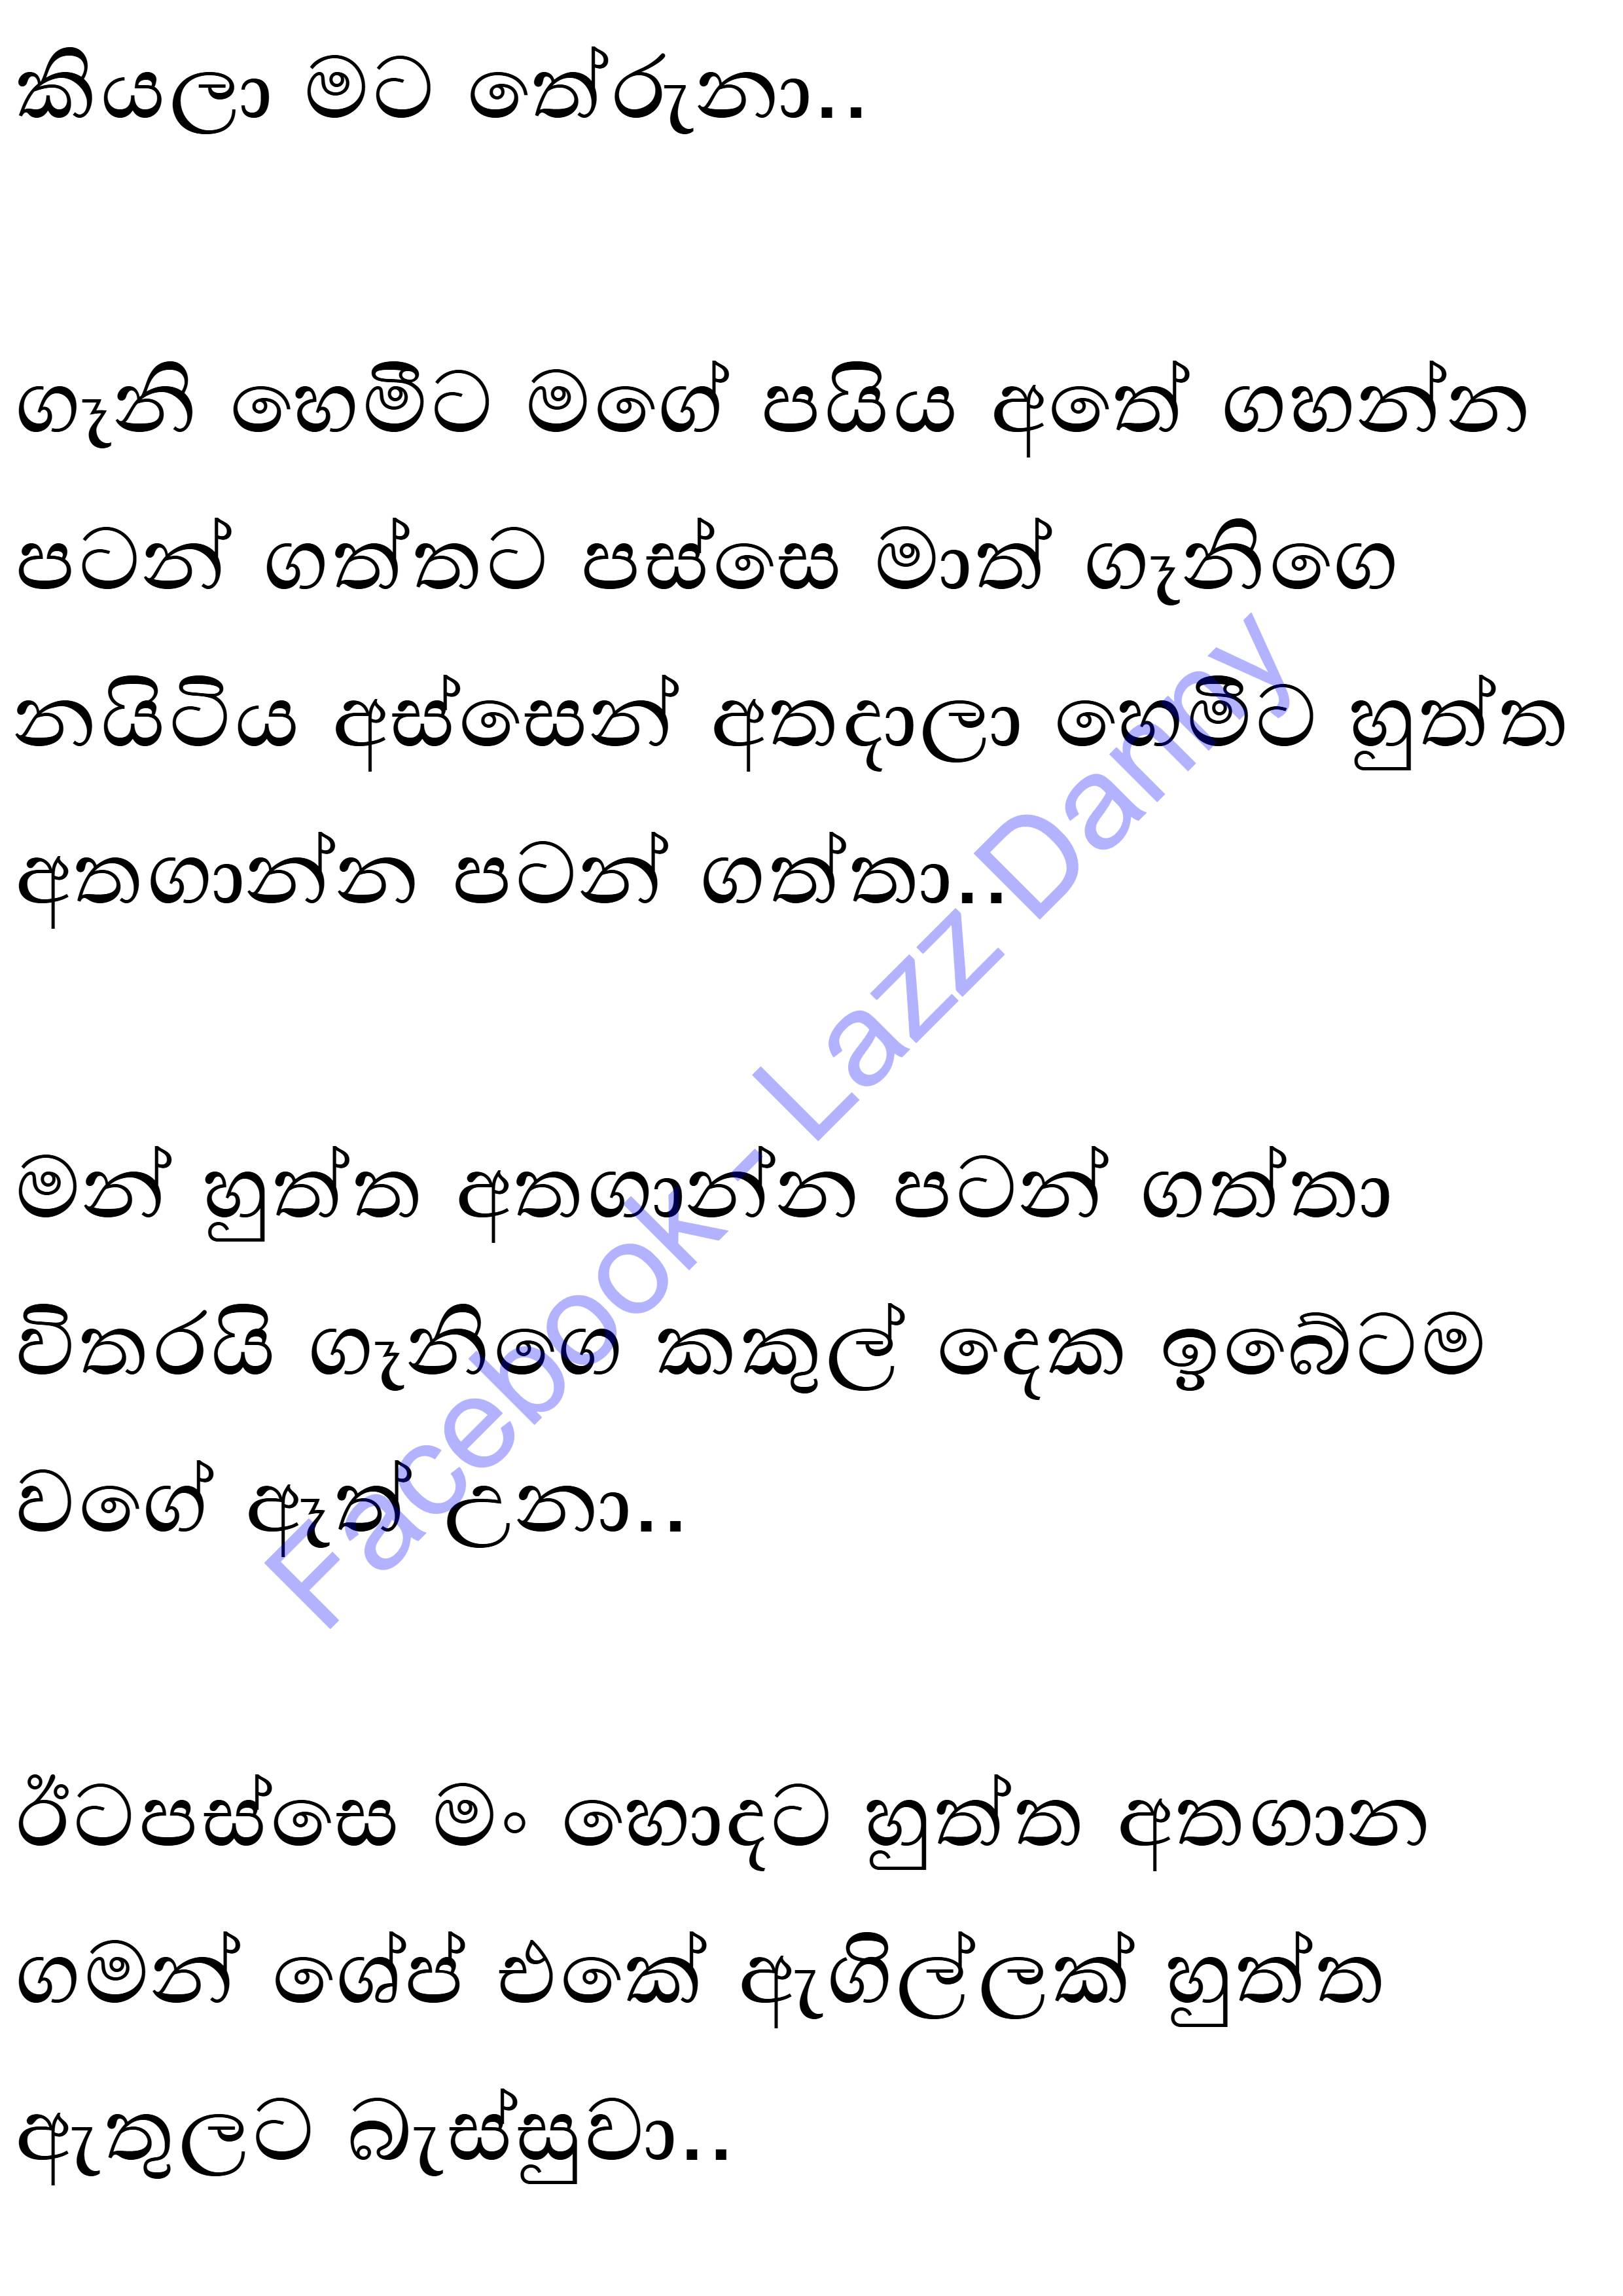 කියලා මට තේරුනා..
ගෑනි හෙමීට මගේ පයිය අතේ ගහන්න
පටන් ගත්තට පස්සෙ මාත් ගෑනිගෙ
නයිටිය අස්සෙන් අතදාලා හෙමීට හුත්ත
අතගාන්න පටන් ගත්තා..
මන් හුත්ත අතගාන්න පටන් ගත්තා
විතරයි ගෑනිගෙ කකුල් දෙක ඉබේටම
වගේ ඈත් උනා..
ඊටපස්සෙ මං හොදට හුත්ත අතගාන
ගමන් ශේප් එකේ ඇගිල්ලක් හුත්ත
ඇතුලට බැස්සුවා..
Facebook - Lazz Danny